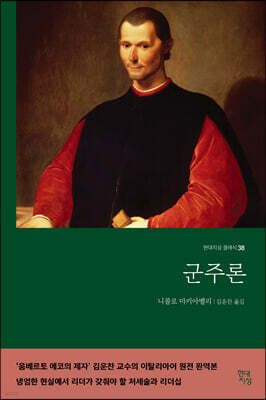 현대지성 클래식 38
군주론
니콜로 마키아벨리 | 김운찬 옮김
‘움베르토 에코의 제자’ 김운찬 교수의 이탈리아어 원전 완역본
냉엄한 현실에서 리더가 갖춰야 할 처세술과 리더십
현대
지성